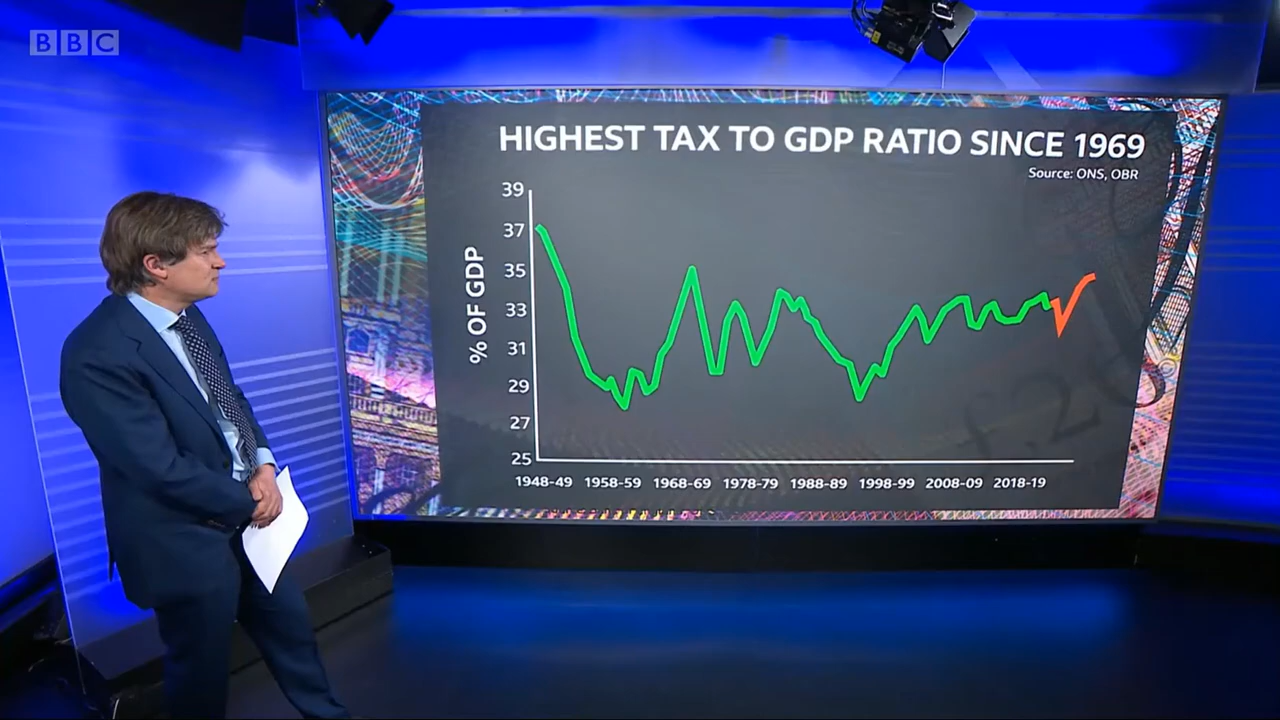 BBC
HIGHEST TAX TO GDP RATIO SINCE 1969
Source: ONS, OBR
% OF GDP
39
37
35
33
31
29
27
25
1948-49 1958-59 1968-69 1978-79 1988-89 1998-99 2008-09 2018-19